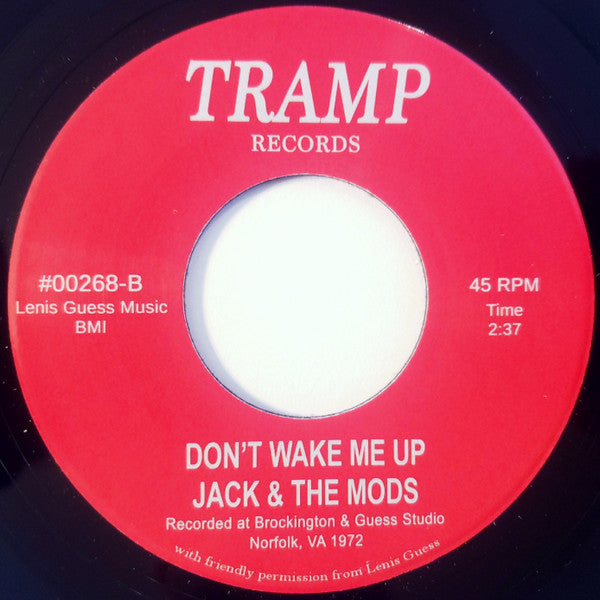 TRAMP
RECORDS
#00268-B
Lenis Guess Music
BMI
45 RPM
Time
2:37
DON'T WAKE ME UP
JACK & THE MODS
Recorded at Brockington & Guess Studio
Norfolk, VA 1972
with friendly permission from Lenis Guess